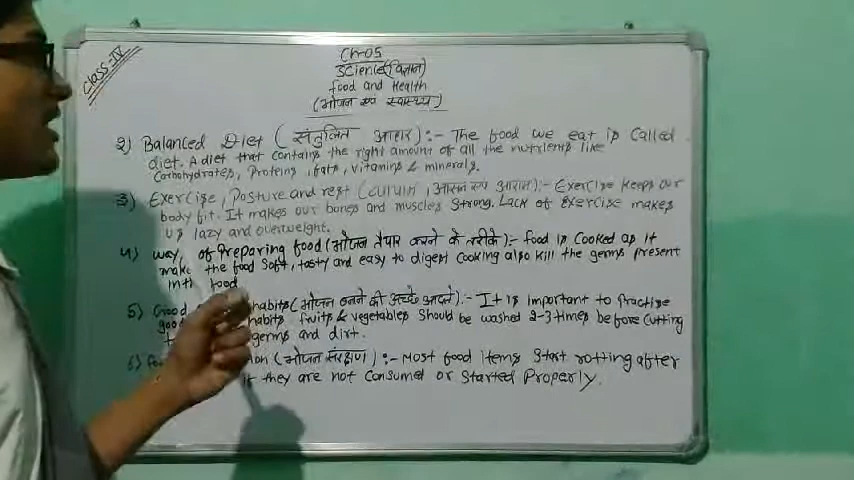 Class-IV
Ch-05
Science (विज्ञान)
food and Health
(भोजन एवं स्वास्थ्य)
2) Balanced Diet (संतुलित आहार) :- The food we eat is called
diet. A diet that contains the right amount of all the nutrients like
Carbohydrates, Proteins, fats, vitamins & minerals.
3) Exercise, Posture and rest (व्यायाम, आसन एवं आराम):- Exercise keeps our
body fit. It makes our bones and muscles strong. Lack of Exercise makes
us lazy and overweight.
4) way of Preparing food (भोजन तैयार करने के तरीके):- food is Cooked as it
make the food soft, tasty and easy to digest cooking also kill the germs present
in th food
5) Good habits (भोजन बनने की अच्छी आदतें):- It is important to Practise
good habits fruits & vegetables should be washed 2-3 times before cutting
germs and dirt.
6) (भोजन संरक्षण) :- Most food items start rotting after
they are not consumed or started Properly.